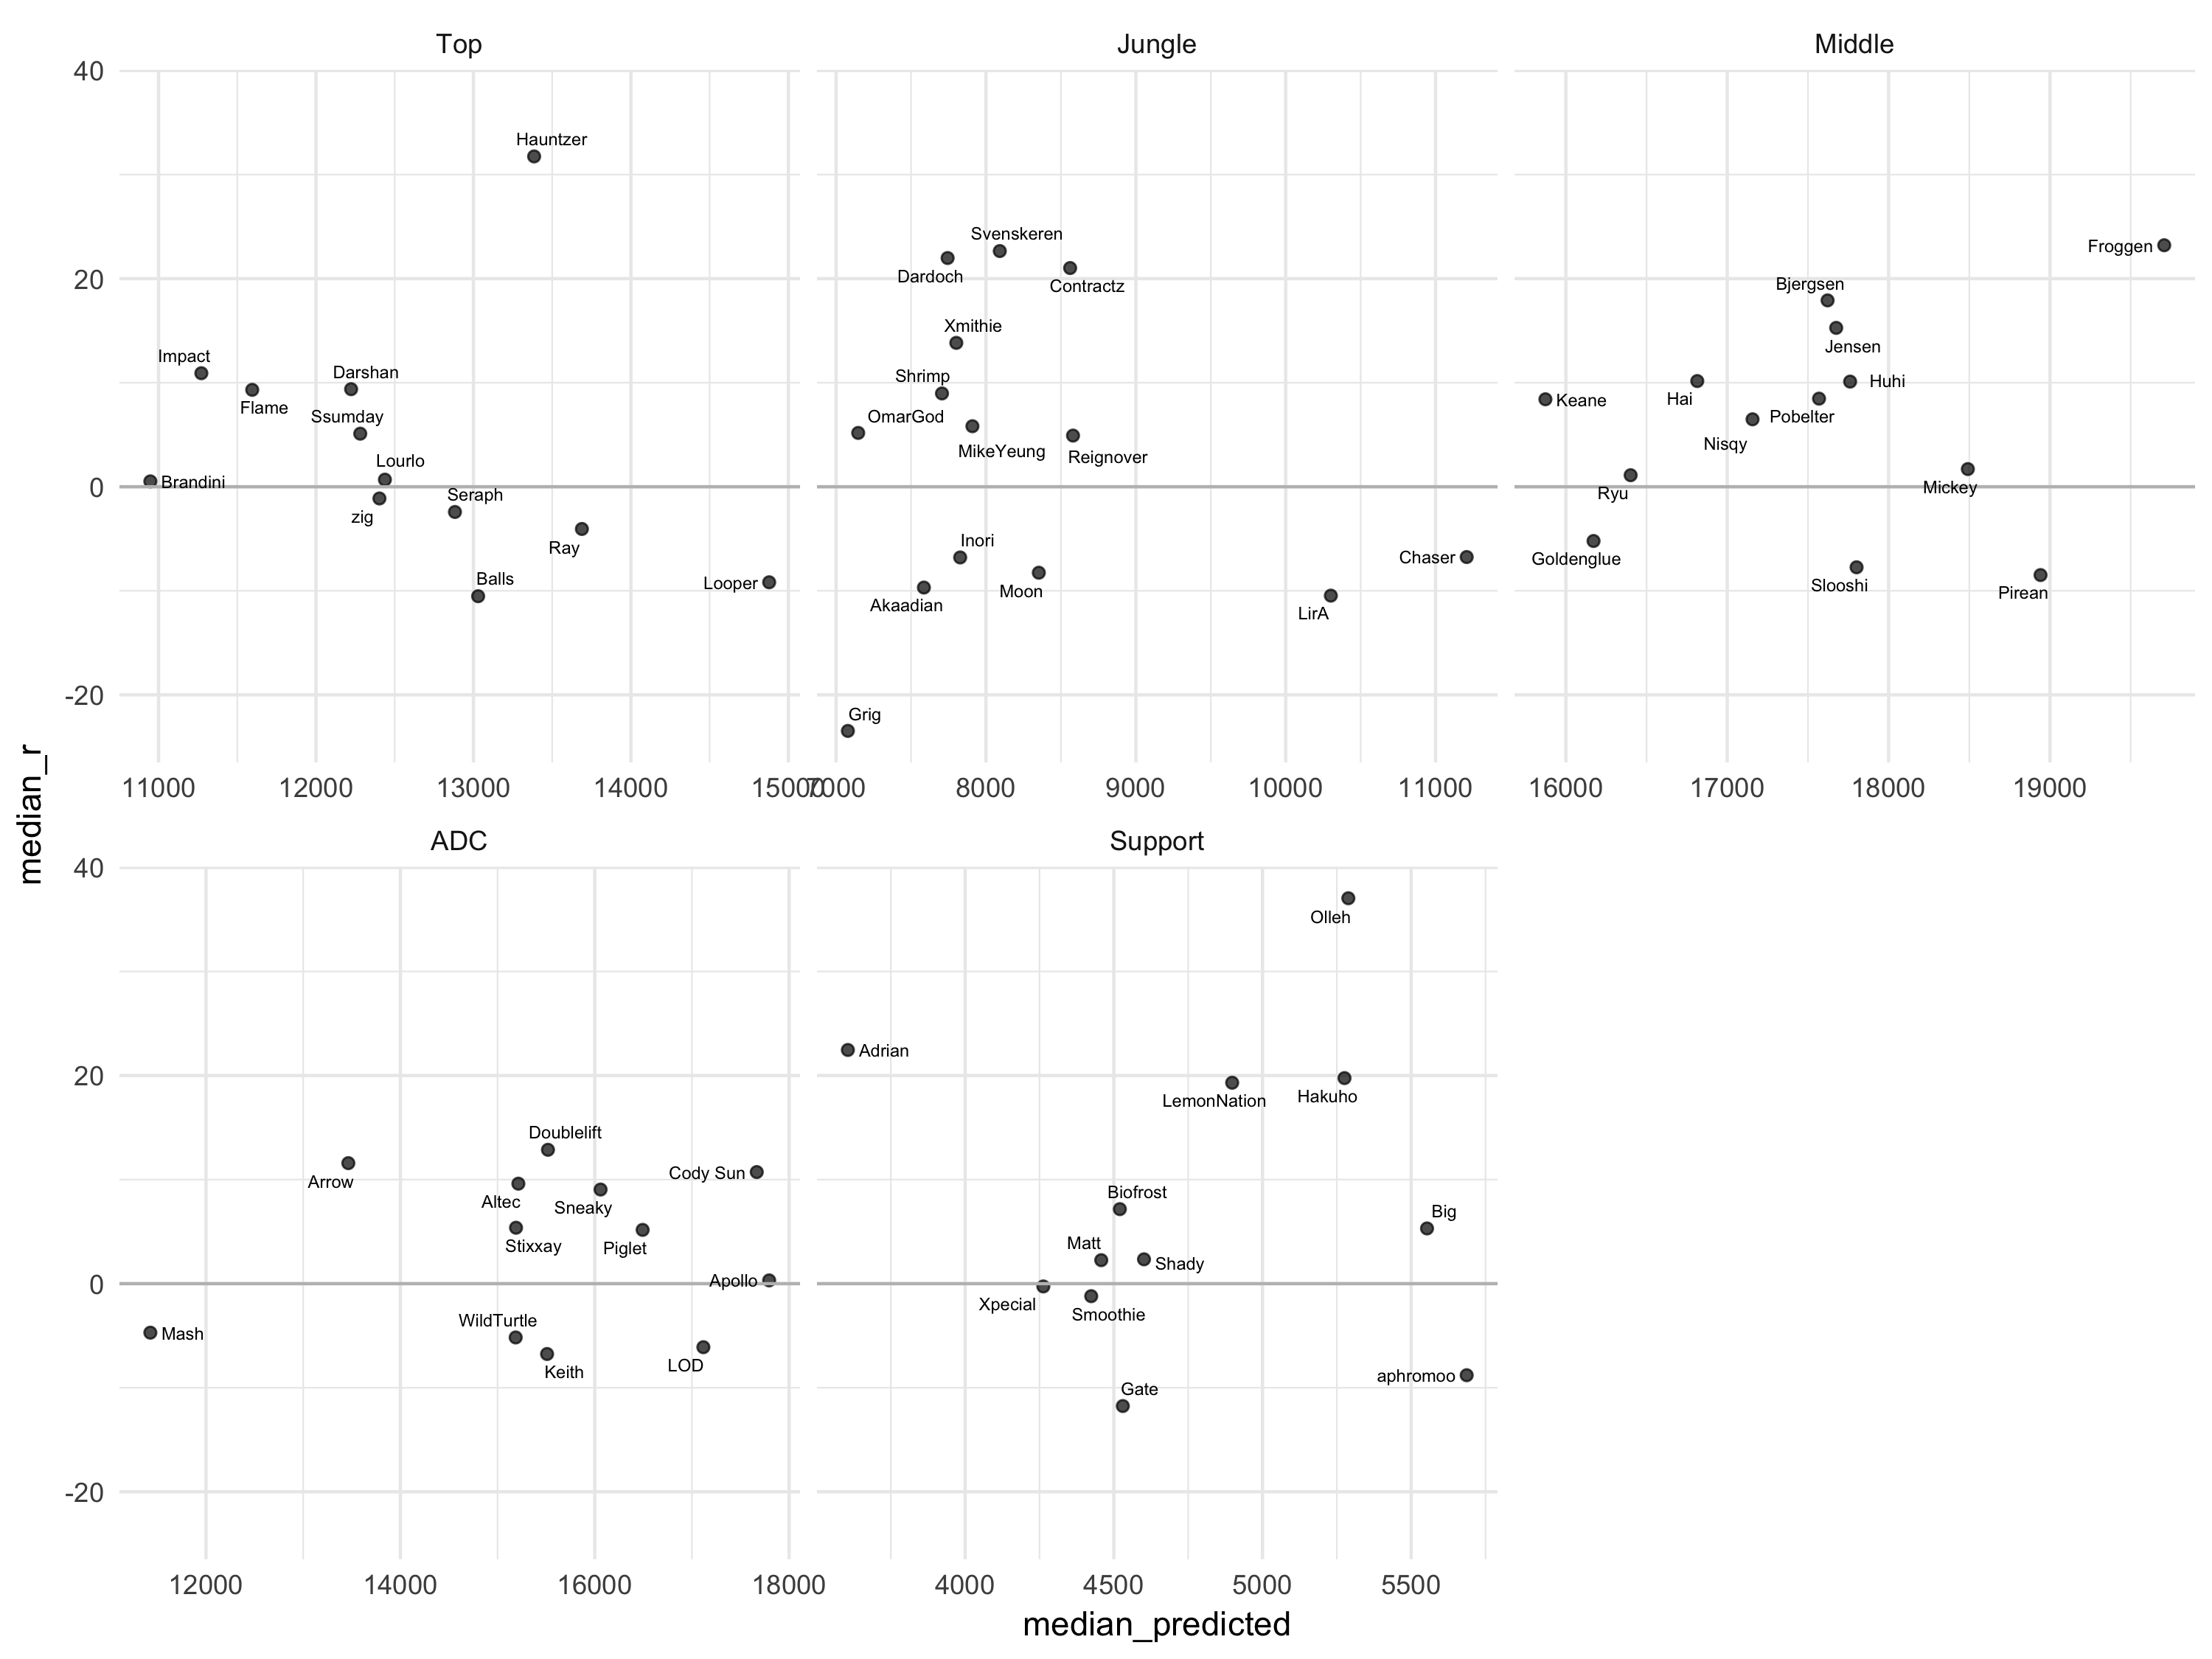 Top
Jungle
Middle
40
20
0
-20
Hauntzer
Impact
Darshan
Flame
Ssumday
Lourlo
Brandini
Seraph
zig
Ray
Balls
Looper
Svenskeren
Dardoch
Contractz
Xmithie
Shrimp
OmarGod
MikeYeung
Reignover
Inori
Chaser
Moon
Akaadian
LirA
Grig
Froggen
Bjergsen
Jensen
Huhi
Keane
Hai
Pobelter
Nisqy
Ryu
Mickey
Goldenglue
Slooshi
Pirean
11000 12000 13000 14000 15000
7000 8000 9000 10000 11000
16000 17000 18000 19000
median_r
ADC
Support
40
20
0
-20
Doublelift
Arrow
Cody Sun
Altec
Sneaky
Stixxay
Piglet
Apollo
WildTurtle
Mash
Keith
LOD
Olleh
Adrian
LemonNation
Hakuho
Biofrost
Big
Matt
Shady
Xpecial
Smoothie
aphromoo
Gate
12000 14000 16000 18000
4000 4500 5000 5500
median_predicted